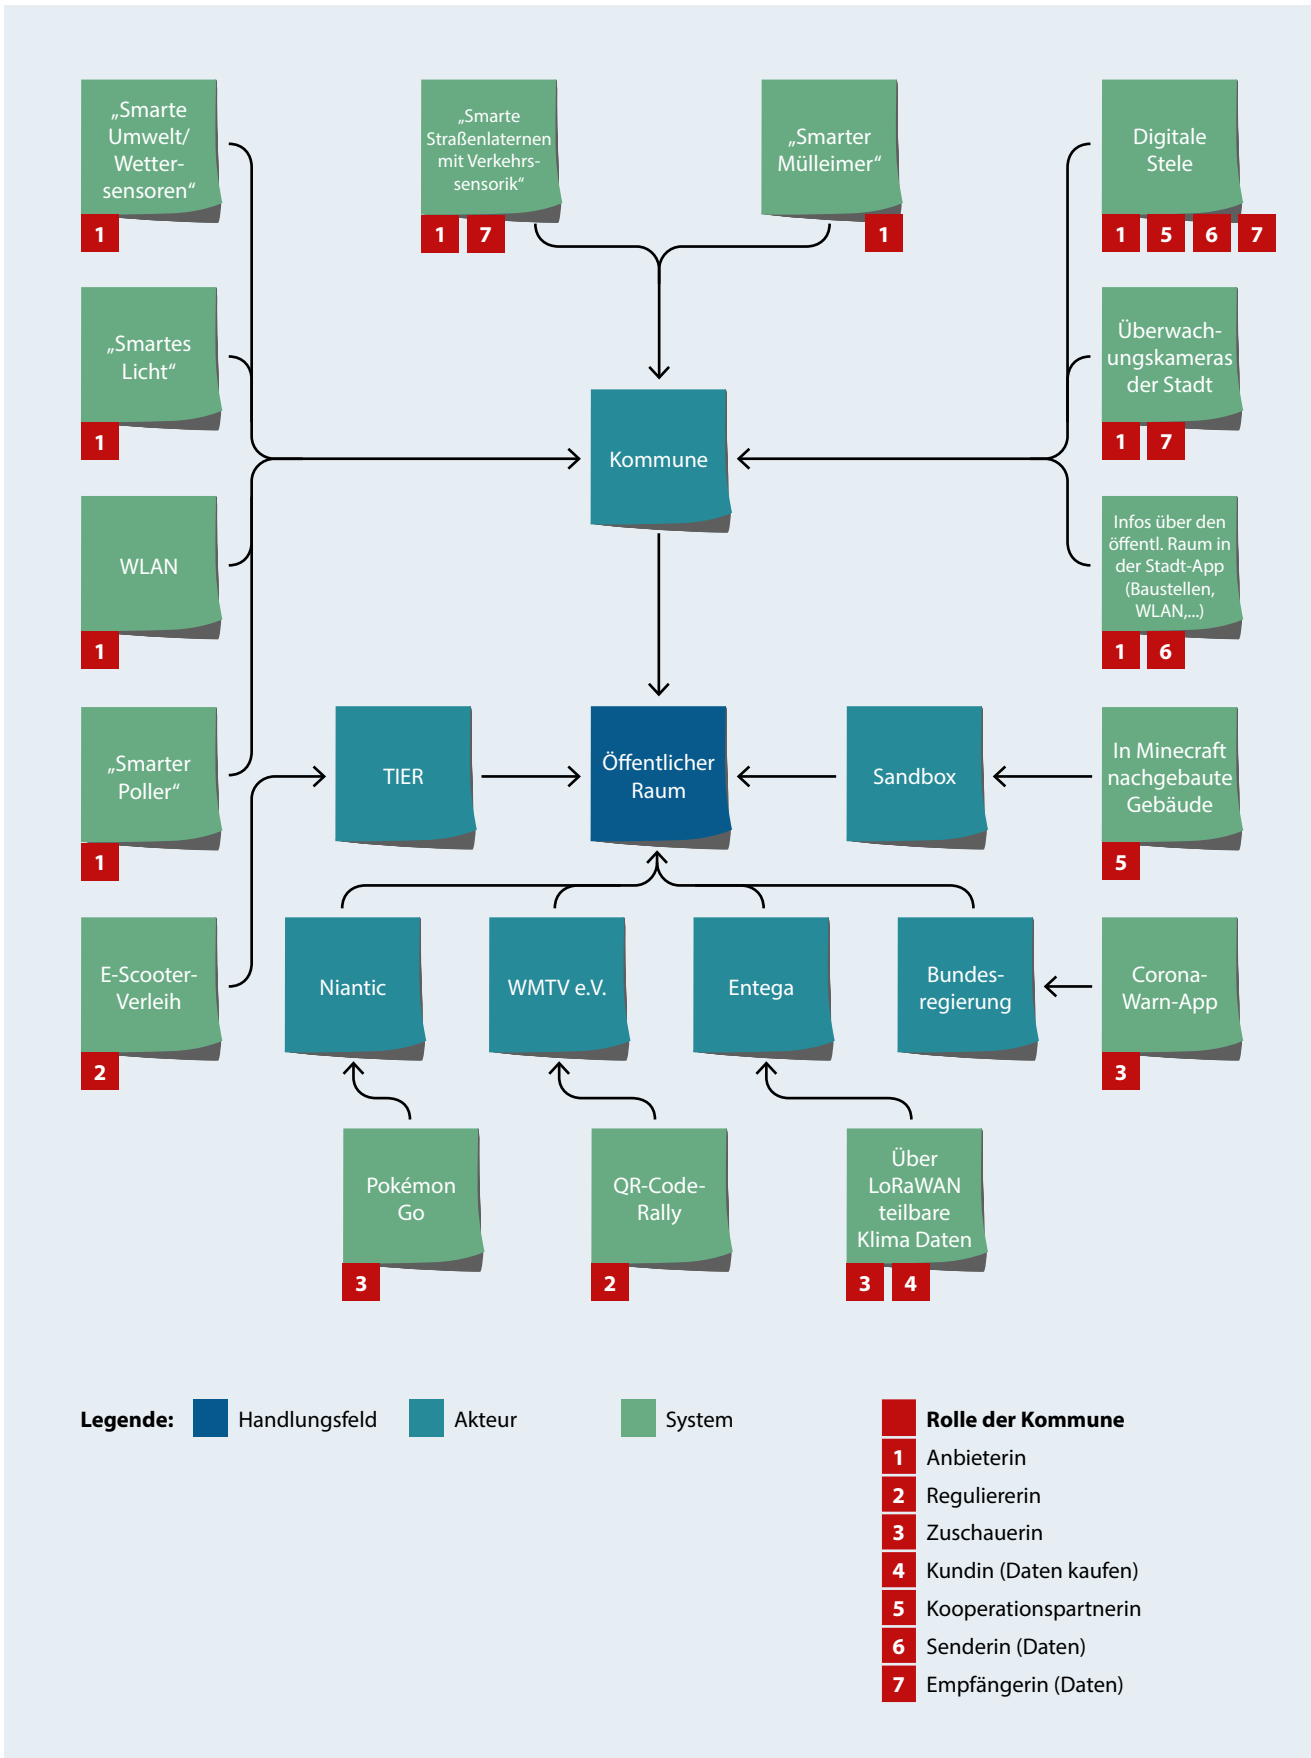 „Smarte
Umwelt/
Wetter-
sensoren“
1
„Smarte
Straßenlaternen
mit Verkehrs-
sensorik“
1 7
„Smarter
Mülleimer“
1
Digitale
Stele
1 5 6 7
„Smartes
Licht“
1
Überwach-
ungskameras
der Stadt
1 7
Kommune
WLAN
1
Infos über den
öffentl. Raum in
der Stadt-App
(Baustellen,
WLAN,...)
1 6
„Smarter
Poller“
1
TIER
Öffentlicher
Raum
Sandbox
In Minecraft
nachgebaute
Gebäude
5
E-Scooter-
Verleih
2
Niantic
WMTV e.V.
Entega
Bundes-
regierung
Corona-
Warn-App
3
Pokémon
Go
3
QR-Code-
Rally
2
Über
LoRaWAN
teilbare
Klima Daten
3 4
Legende: Handlungsfeld Akteur System
Rolle der Kommune
1 Anbieterin
2 Reguliererin
3 Zuschauerin
4 Kundin (Daten kaufen)
5 Kooperationspartnerin
6 Senderin (Daten)
7 Empfängerin (Daten)